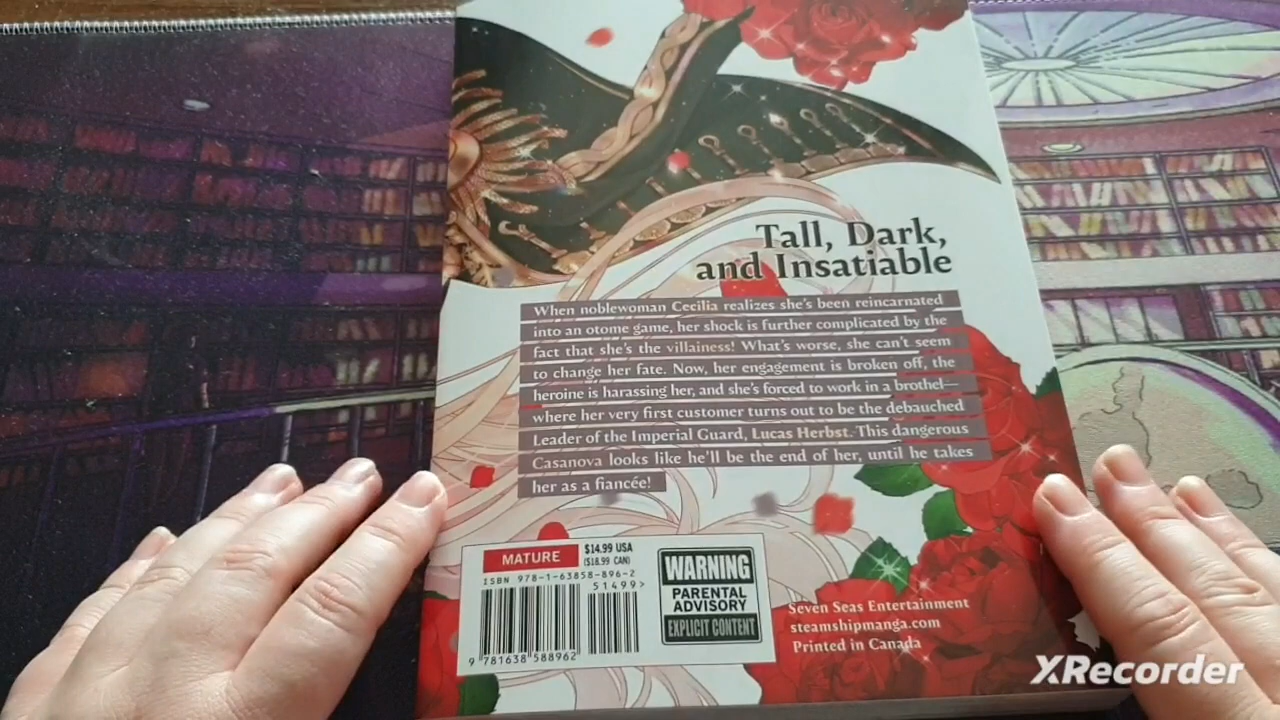 Tall, Dark,
and Insatiable
When noblewoman Cecilia realizes she's been reincarnated
into an otome game, her shock is further complicated by the
fact that she's the villainess! What's worse, she can't seem
to change her fate. Now, her engagement is broken off, the
heroine is harassing her, and she's forced to work in a brothel—
where her very first customer turns out to be the debauched
Leader of the Imperial Guard, Lucas Herbst. This dangerous
Casanova looks like he'll be the end of her, until he takes
her as a fiancée!
MATURE
$14.99 USA
($18.99 CAN)
ISBN 978-1-63858-896-2
51499>
9 781638 588962
WARNING
PARENTAL
ADVISORY
EXPLICIT CONTENT
Seven Seas Entertainment
steamshipmanga.com
Printed in Canada
XRecorder